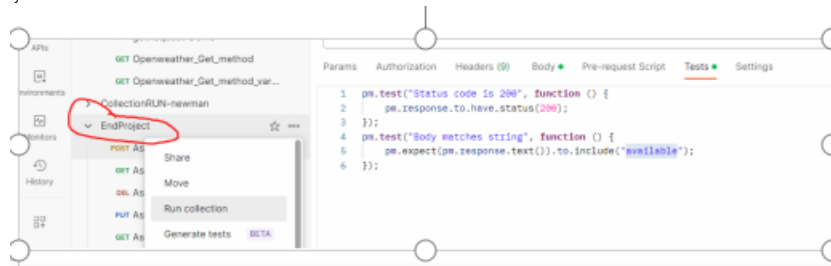 APIs
GET Openweather_Get_method
GET Openweather_Get_method_var...
CollectionRUN-newman
EndProject
POST As
GET As
DEL As
PUT As
GET As
History
Share
Move
Run collection
Generate tests BETA
Params Authorization Headers (9) Body Pre-request Script Tests Settings
1 pm.test("Status code is 200", function () {
2 pm.response.to.have.status(200);
3 });
4 pm.test("Body matches string", function () {
5 pm.expect(pm.response.text()).to.include("available");
6 });